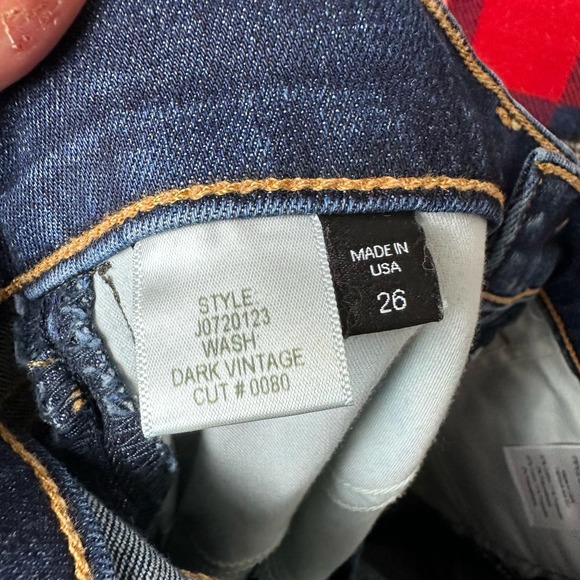 STYLE:
J0720123
WASH
DARK VINTAGE
CUT # 0080
MADE IN
USA
26